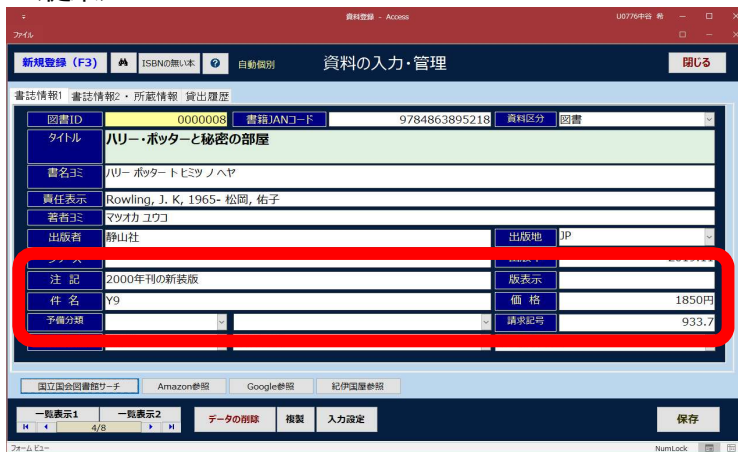 資料登録 - Access U0776中谷 希
ファイル
新規登録 (F3) ISBNの無い本 ? 自動個別 資料の入力・管理 閉じる
書誌情報1 書誌情報2・所蔵情報 貸出履歴
図書ID 0000008 書籍JANコード 9784863895218 資料区分 図書
タイトル ハリー・ポッターと秘密の部屋
書名ヨミ ハリー ポッター ト ヒミツ ノ ヘヤ
責任表示 Rowling, J. K, 1965- 松岡, 佑子
著者ヨミ マツオカ ユウコ
出版者 静山社 出版地 JP
注 記 2000年刊の新装版 版表示
件 名 Y9 価 格 1850円
予備分類 請求記号 933.7
国立国会図書館サーチ Amazon参照 Google参照 紀伊国屋参照
一覧表示1 一覧表示2 データの削除 複製 入力設定 保存
4/8
フォーム ビュー NumLock